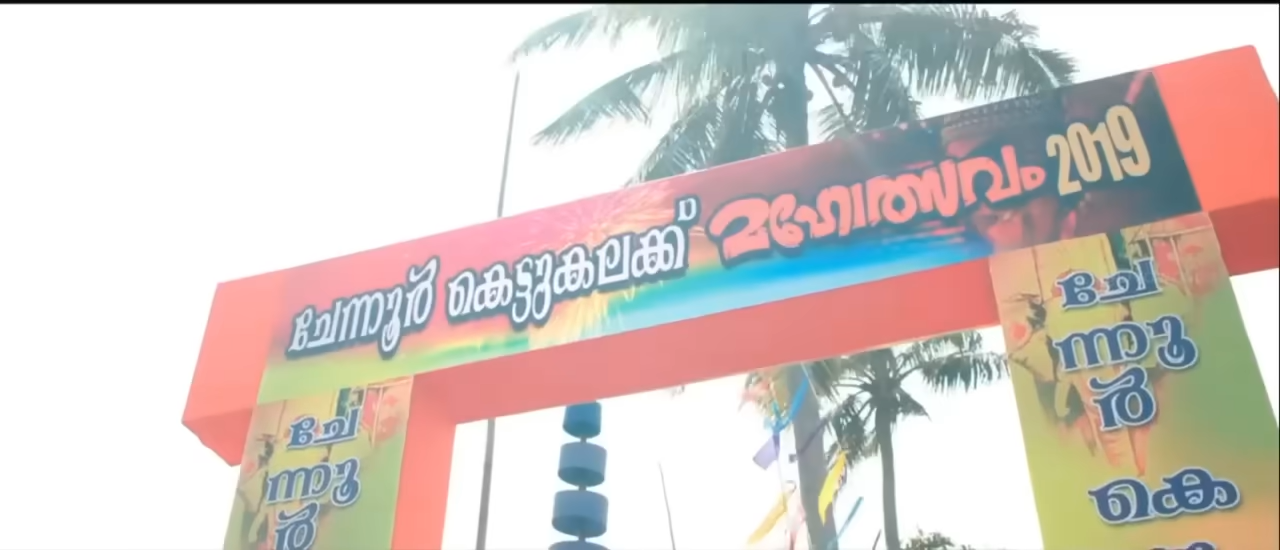 ചേന്നൂർ കെട്ടുകലക്ക് മഹോത്സവം 2019
ചേ
ന്നൂ
ർ
ചേ
ന്നൂ
ർ
കെ